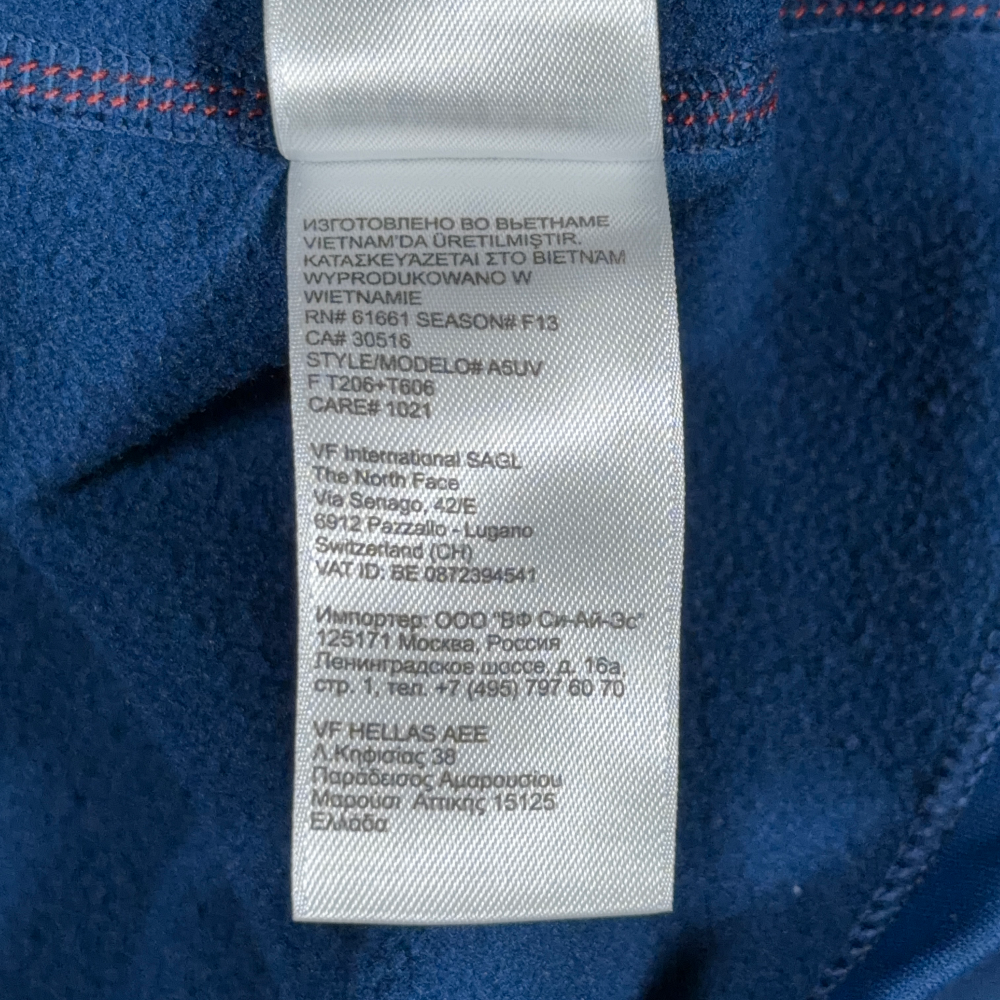 ИЗГОТОВЛЕНО ВО ВЬЕТНАМЕ
VIETNAM'DA ÜRETILMIŞTIR.
ΚΑΤΑΣΚΕΥΆΖΕΤΑΙ ΣΤΟ ΒΙΕΤΝΆΜ
WYPRODUKOWANO W
WIETNAMIE
RN# 61661 SEASON# F13
CA# 30516
STYLE/MODELO# A5UV
F T206+T606
CARE# 1021
VF International SAGL
The North Face
Via Senago, 42/E
6912 Pazzallo - Lugano
Switzerland (CH)
VAT ID: BE 0872394541
Импортер: ООО "ВФ Си-Ай-Эс"
125171 Москва, Россия
Ленинградское шоссе, д. 16а
стр. 1, тел. +7 (495) 797 60 70
VF HELLAS AEE
Λ.Κηφισίας 38
Παράδεισος Αμαρουσίου
Μαρούσι Αττικής 15125
Ελλάδα